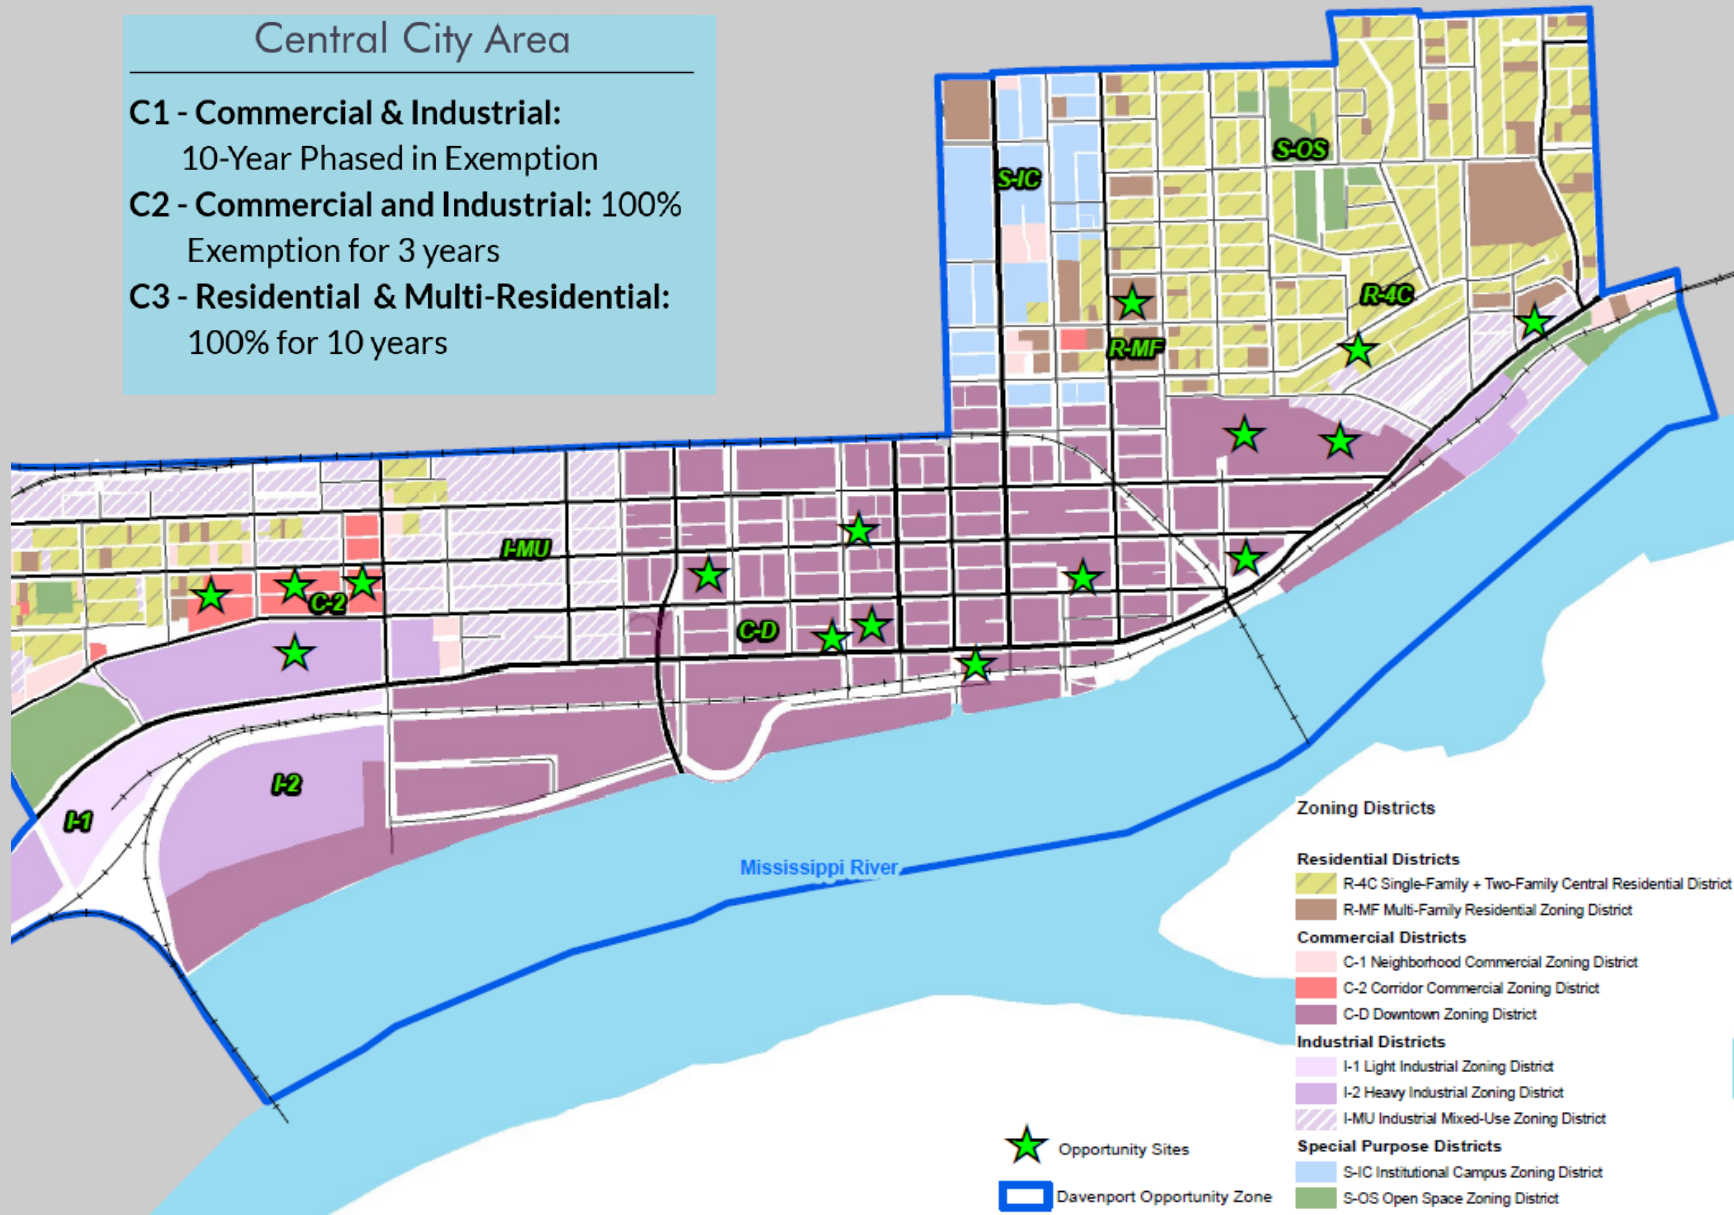 Central City Area
C1 - Commercial & Industrial:
10-Year Phased in Exemption
C2 - Commercial and Industrial: 100%
Exemption for 3 years
C3 - Residential & Multi-Residential:
100% for 10 years
S-OS
S-IC
R-4C
R-MF
I-MU
C-2
C-D
I-2
I-1
Mississippi River
Zoning Districts
Residential Districts
R-4C Single-Family + Two-Family Central Residential District
R-MF Multi-Family Residential Zoning District
Commercial Districts
C-1 Neighborhood Commercial Zoning District
C-2 Corridor Commercial Zoning District
C-D Downtown Zoning District
Industrial Districts
I-1 Light Industrial Zoning District
I-2 Heavy Industrial Zoning District
I-MU Industrial Mixed-Use Zoning District
Special Purpose Districts
S-IC Institutional Campus Zoning District
S-OS Open Space Zoning District
Opportunity Sites
Davenport Opportunity Zone